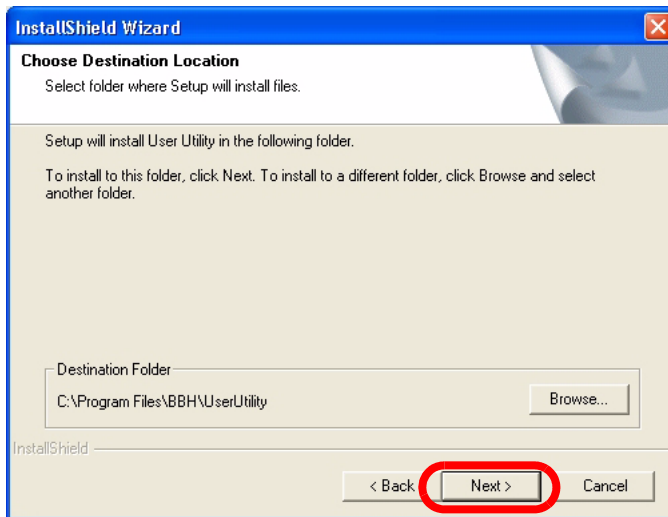 InstallShield Wizard
Choose Destination Location
Select folder where Setup will install files.
Setup will install User Utility in the following folder.
To install to this folder, click Next. To install to a different folder, click Browse and select
another folder.
Destination Folder
C:\Program Files\BBH\UserUtility
Browse...
InstallShield
< Back
Next >
Cancel